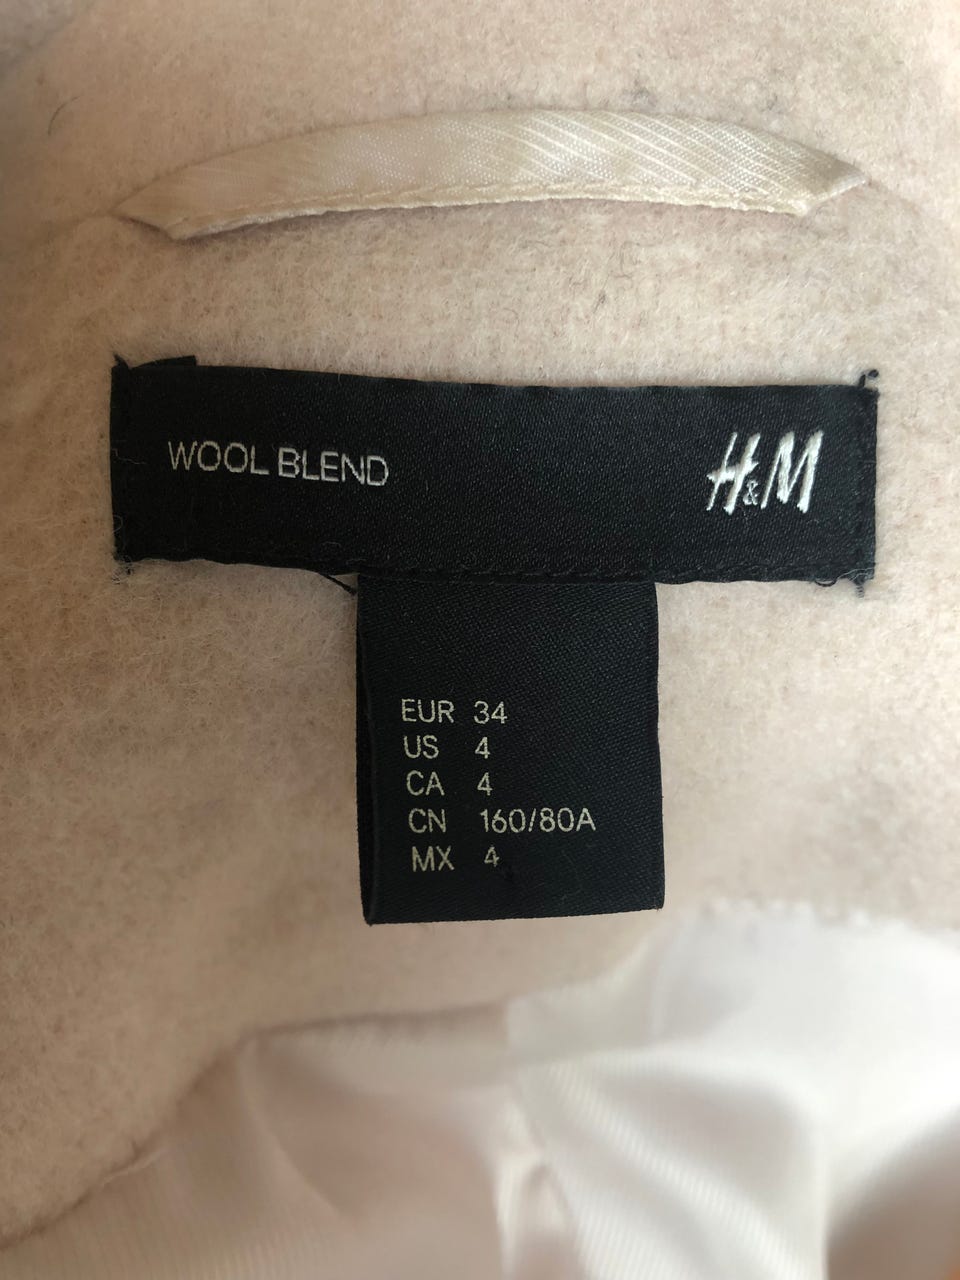 WOOL BLEND H&M
EUR 34
US 4
CA 4
CN 160/80A
MX 4